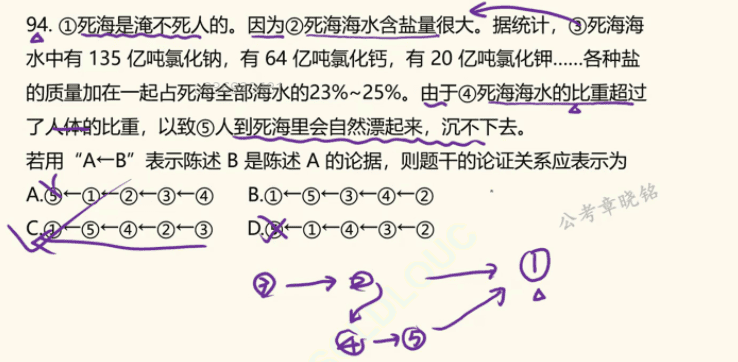 94. ①死海是淹不死人的。因为②死海海水含盐量很大。据统计，③死海海
水中有 135 亿吨氯化钠，有 64 亿吨氯化钙，有 20 亿吨氯化钾……各种盐
的质量加在一起占死海全部海水的23%~25%。由于④死海海水的比重超过
了人体的比重，以致⑤人到死海里会自然漂起来，沉不下去。
若用“A←B”表示陈述 B 是陈述 A 的论据，则题干的论证关系应表示为
A.⑤←①←②←③←④ B.①←⑤←③←④←②
C.①←⑤←④←②←③ D.⑤←①←④←③←②
公考章晓铭
③ → ② → ①
④ → ⑤